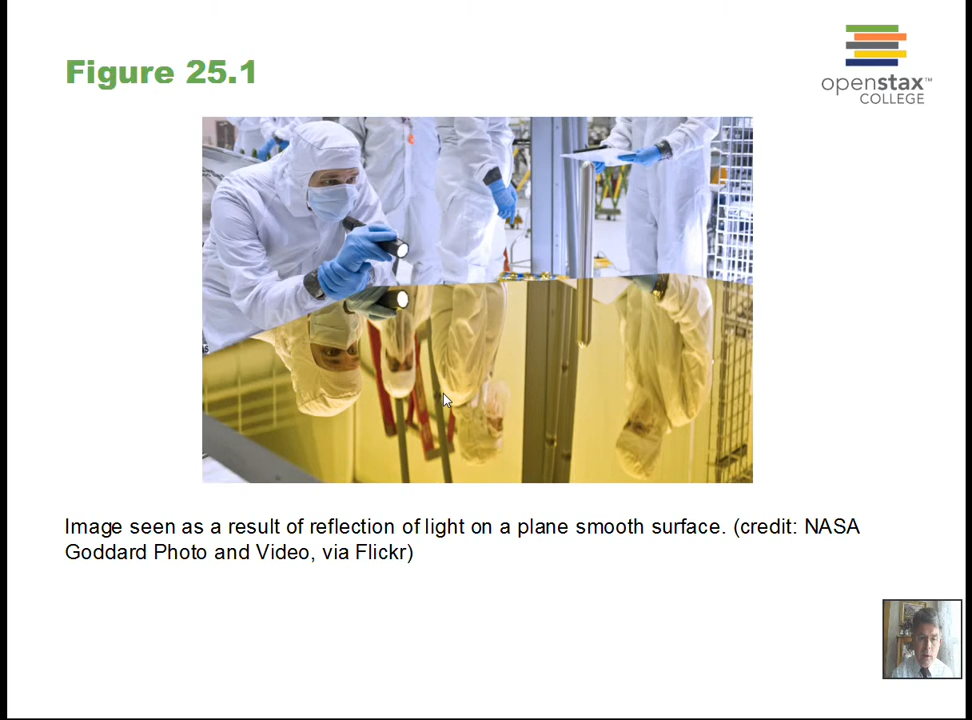 Figure 25.1
openstax™
COLLEGE
Image seen as a result of reflection of light on a plane smooth surface. (credit: NASA
Goddard Photo and Video, via Flickr)